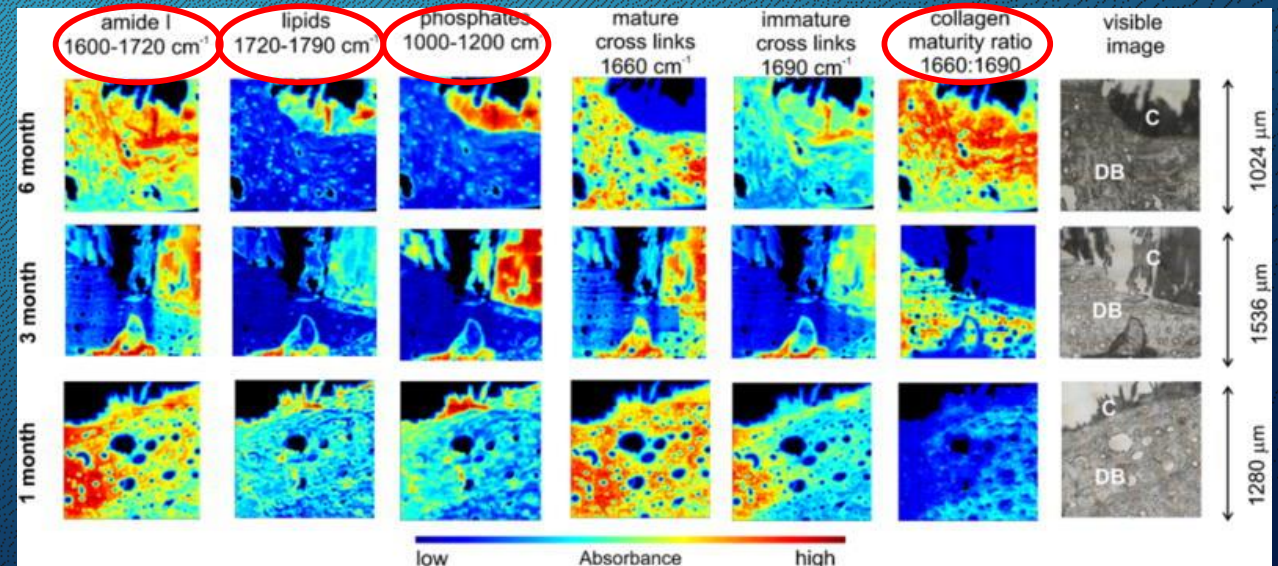 amide I
1600-1720 cm⁻¹
lipids
1720-1790 cm⁻¹
phosphates
1000-1200 cm⁻
mature
cross links
1660 cm⁻¹
immature
cross links
1690 cm⁻¹
collagen
maturity ratio
1660:1690
visible
image
6 month
C
DB
1024 µm
3 month
C
DB
1536 µm
1 month
C
DB
1280 µm
low
Absorbance
high